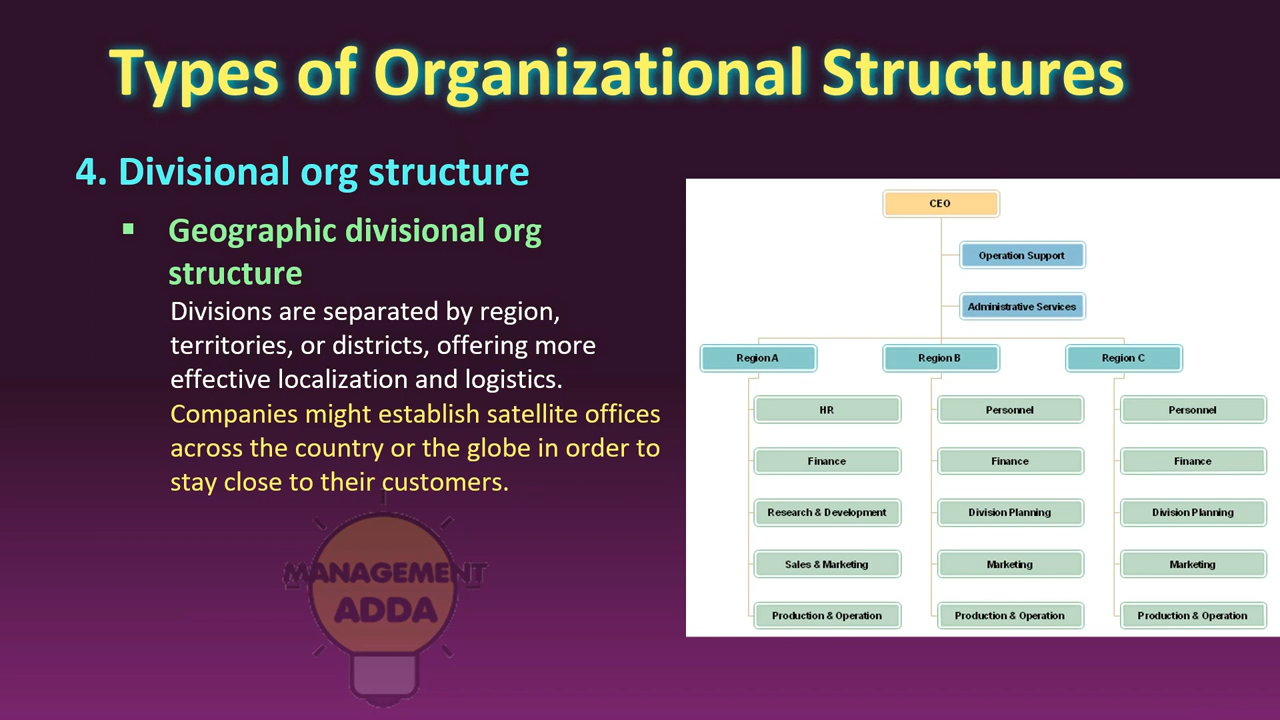 Types of Organizational Structures
4. Divisional org structure
▪ Geographic divisional org
structure
Divisions are separated by region,
territories, or districts, offering more
effective localization and logistics.
Companies might establish satellite offices
across the country or the globe in order to
stay close to their customers.
MANAGEMENT
ADDA
CEO
Operation Support
Administrative Services
Region A
Region B
Region C
HR
Personnel
Personnel
Finance
Finance
Finance
Research & Development
Division Planning
Division Planning
Sales & Marketing
Marketing
Marketing
Production & Operation
Production & Operation
Production & Operation